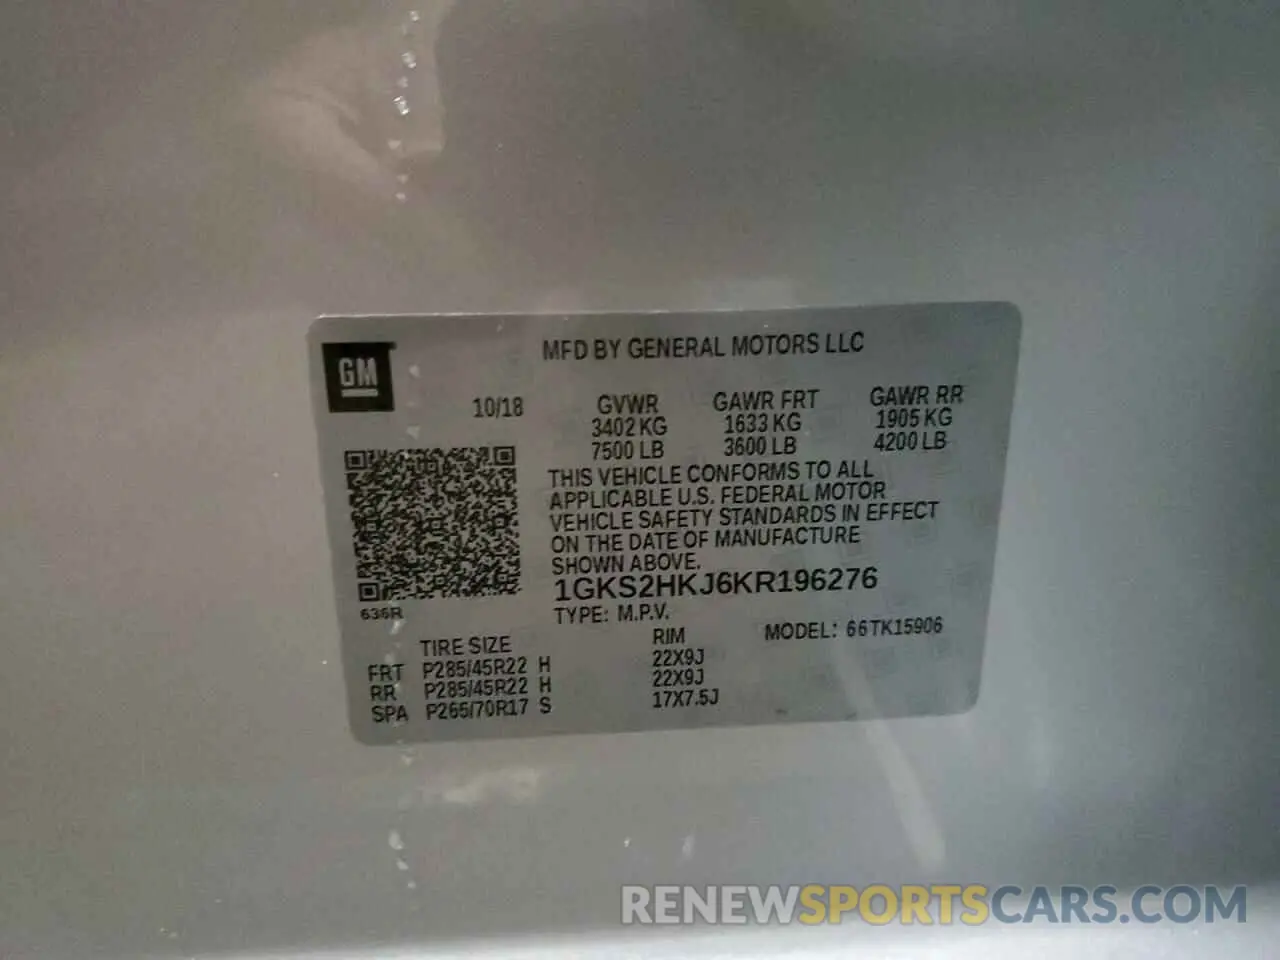 MFD BY GENERAL MOTORS LLC
GM
10/18
GVWR GAWR FRT GAWR RR
3402 KG 1633 KG 1905 KG
7500 LB 3600 LB 4200 LB
THIS VEHICLE CONFORMS TO ALL
APPLICABLE U.S. FEDERAL MOTOR
VEHICLE SAFETY STANDARDS IN EFFECT
ON THE DATE OF MANUFACTURE
SHOWN ABOVE.
1GKS2HKJ6KR196276
636R
TYPE: M.P.V.
MODEL: 66TK15906
TIRE SIZE RIM
FRT P285/45R22 H 22X9J
RR P285/45R22 H 22X9J
SPA P265/70R17 S 17X7.5J
RENEWSPORTSCARS.COM